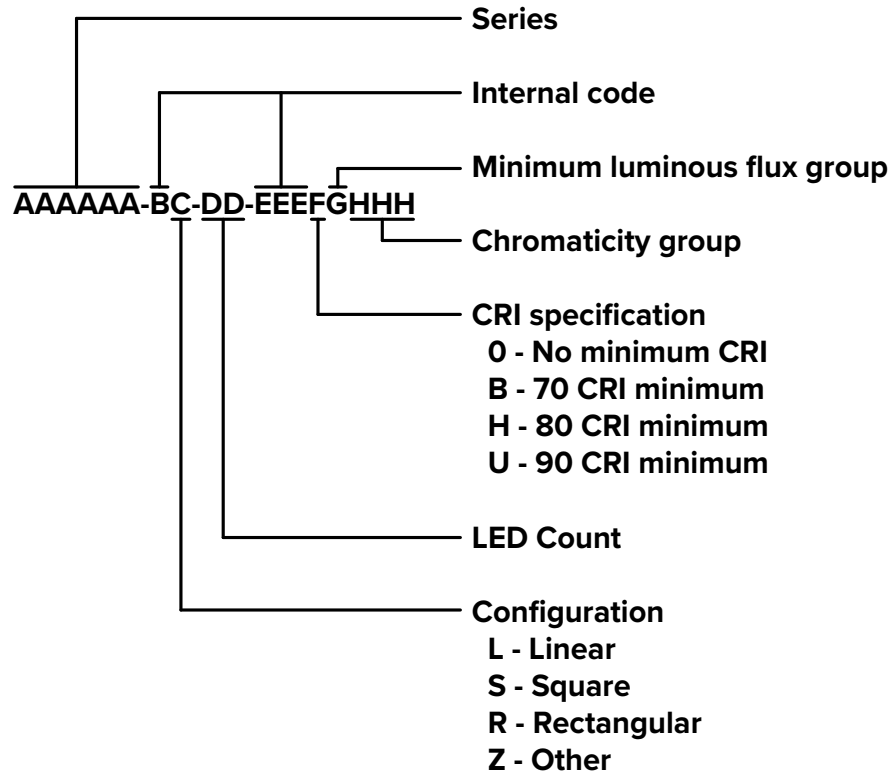 Series
Internal code
Minimum luminous flux group
AAAAAA-BC-DD-EEEFGHHH
Chromaticity group
CRI specification
0 - No minimum CRI
B - 70 CRI minimum
H - 80 CRI minimum
U - 90 CRI minimum
LED Count
Configuration
L - Linear
S - Square
R - Rectangular
Z - Other